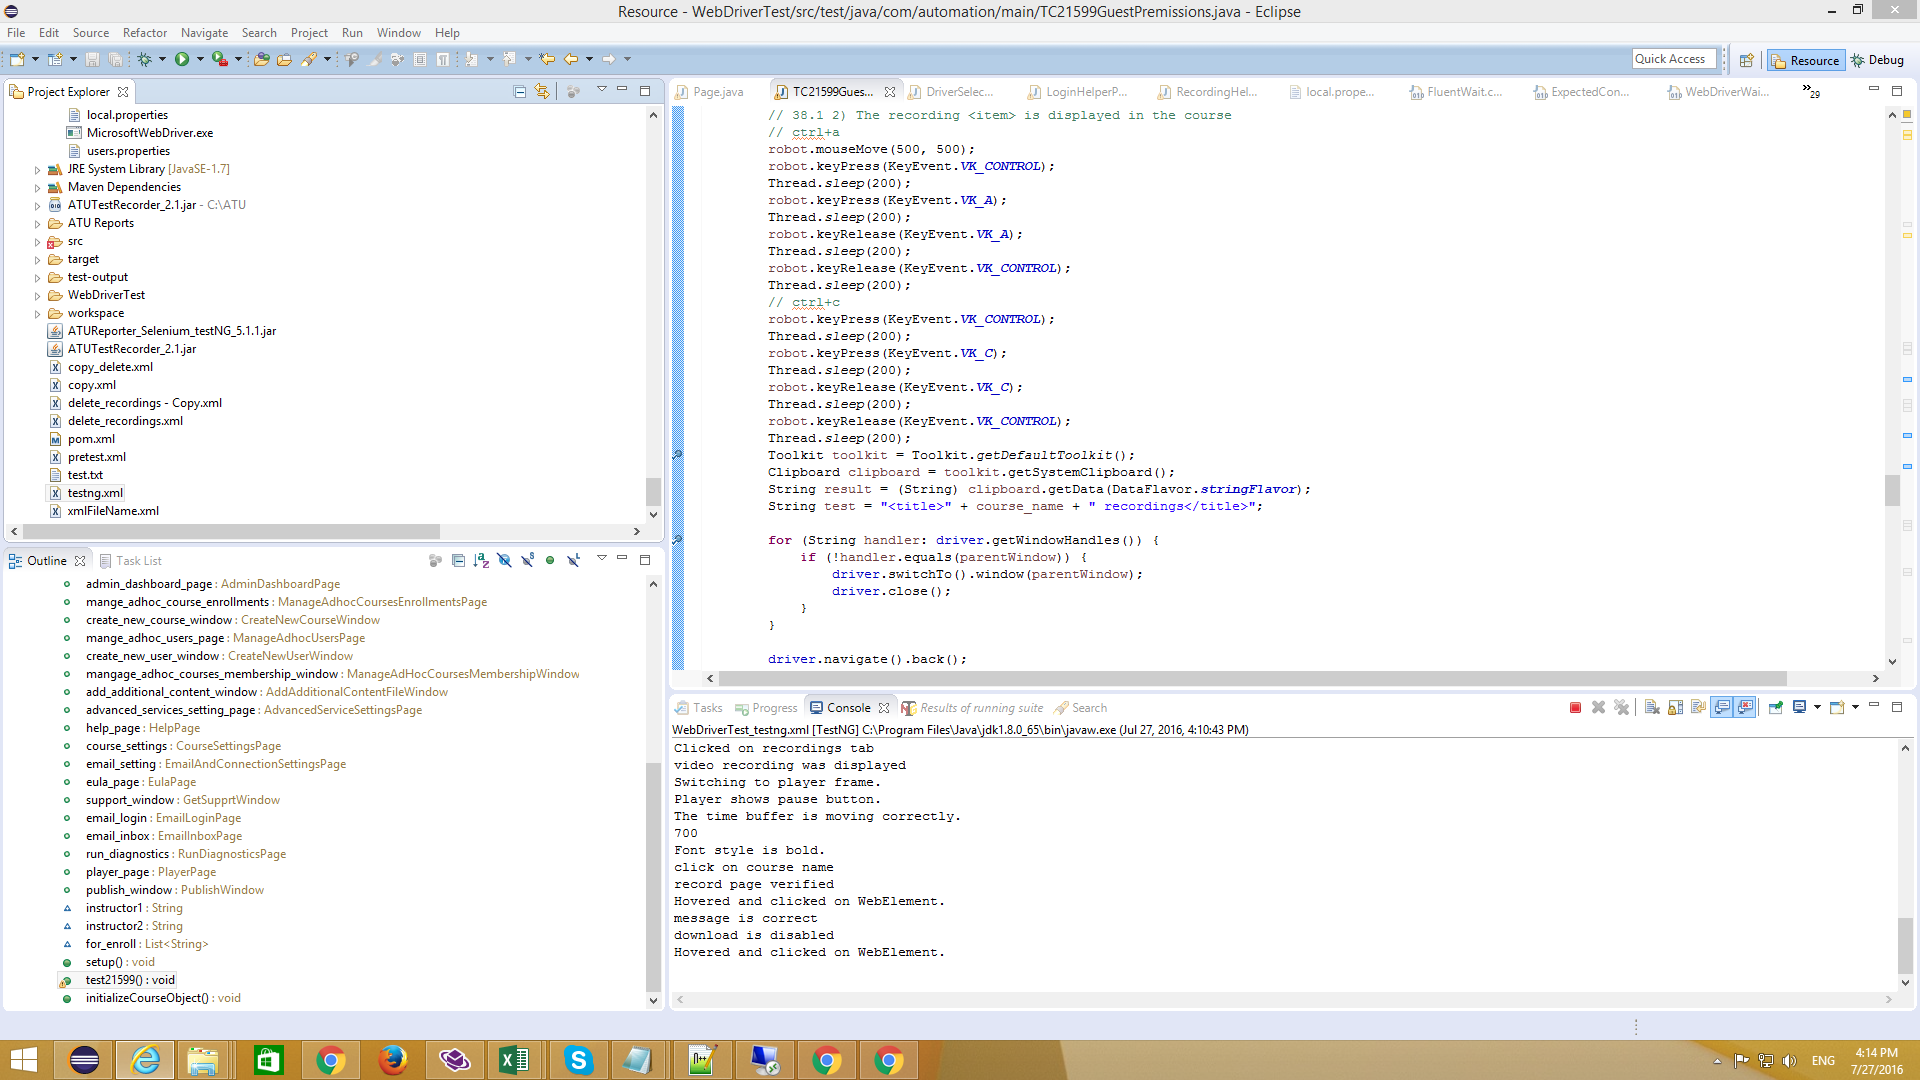 Resource - WebDriverTest/src/test/java/com/automation/main/TC21599GuestPremissions.java - Eclipse
File Edit Source Refactor Navigate Search Project Run Window Help
Quick Access
Resource
Debug
Project Explorer
local.properties
MicrosoftWebDriver.exe
users.properties
JRE System Library [JavaSE-1.7]
Maven Dependencies
ATUTestRecorder_2.1.jar - C:\ATU
ATU Reports
src
target
test-output
WebDriverTest
workspace
ATUReporter_Selenium_testNG_5.1.1.jar
ATUTestRecorder_2.1.jar
copy_delete.xml
copy.xml
delete_recordings - Copy.xml
delete_recordings.xml
pom.xml
pretest.xml
test.txt
testng.xml
xmlFileName.xml
Outline Task List
admin_dashboard_page : AdminDashboardPage
mange_adhoc_course_enrollments : ManageAdhocCoursesEnrollmentsPage
create_new_course_window : CreateNewCourseWindow
mange_adhoc_users_page : ManageAdhocUsersPage
create_new_user_window : CreateNewUserWindow
mangage_adhoc_courses_membership_window : ManageAdHocCoursesMembershipWindow
add_additional_content_window : AddAdditionalContentFileWindow
advanced_services_setting_page : AdvancedServiceSettingsPage
help_page : HelpPage
course_settings : CourseSettingsPage
email_setting : EmailAndConnectionSettingsPage
eula_page : EulaPage
support_window : GetSupprtWindow
email_login : EmailLoginPage
email_inbox : EmailInboxPage
run_diagnostics : RunDiagnosticsPage
player_page : PlayerPage
publish_window : PublishWindow
instructor1 : String
instructor2 : String
for_enroll : List<String>
setup() : void
test21599() : void
initializeCourseObject() : void
Page.java TC21599Gues... DriverSelec... LoginHelperP... RecordingHel... local.prope... FluentWait.c... ExpectedCon... WebDriverWai... »29
// 38.1 2) The recording <item> is displayed in the course
// ctrl+a
robot.mouseMove(500, 500);
robot.keyPress(KeyEvent.VK_CONTROL);
Thread.sleep(200);
robot.keyPress(KeyEvent.VK_A);
Thread.sleep(200);
robot.keyRelease(KeyEvent.VK_A);
Thread.sleep(200);
robot.keyRelease(KeyEvent.VK_CONTROL);
Thread.sleep(200);
// ctrl+c
robot.keyPress(KeyEvent.VK_CONTROL);
Thread.sleep(200);
robot.keyPress(KeyEvent.VK_C);
Thread.sleep(200);
robot.keyRelease(KeyEvent.VK_C);
Thread.sleep(200);
robot.keyRelease(KeyEvent.VK_CONTROL);
Thread.sleep(200);
Toolkit toolkit = Toolkit.getDefaultToolkit();
Clipboard clipboard = toolkit.getSystemClipboard();
String result = (String) clipboard.getData(DataFlavor.stringFlavor);
String test = "<title>" + course_name + " recordings</title>";
for (String handler: driver.getWindowHandles()) {
if (!handler.equals(parentWindow)) {
driver.switchTo().window(parentWindow);
driver.close();
}
}
driver.navigate().back();
Tasks Progress Console Results of running suite Search
WebDriverTest_testng.xml [TestNG] C:\Program Files\Java\jdk1.8.0_65\bin\javaw.exe (Jul 27, 2016, 4:10:43 PM)
Clicked on recordings tab
video recording was displayed
Switching to player frame.
Player shows pause button.
The time buffer is moving correctly.
700
Font style is bold.
click on course name
record page verified
Hovered and clicked on WebElement.
message is correct
download is disabled
Hovered and clicked on WebElement.
ENG
4:14 PM
7/27/2016